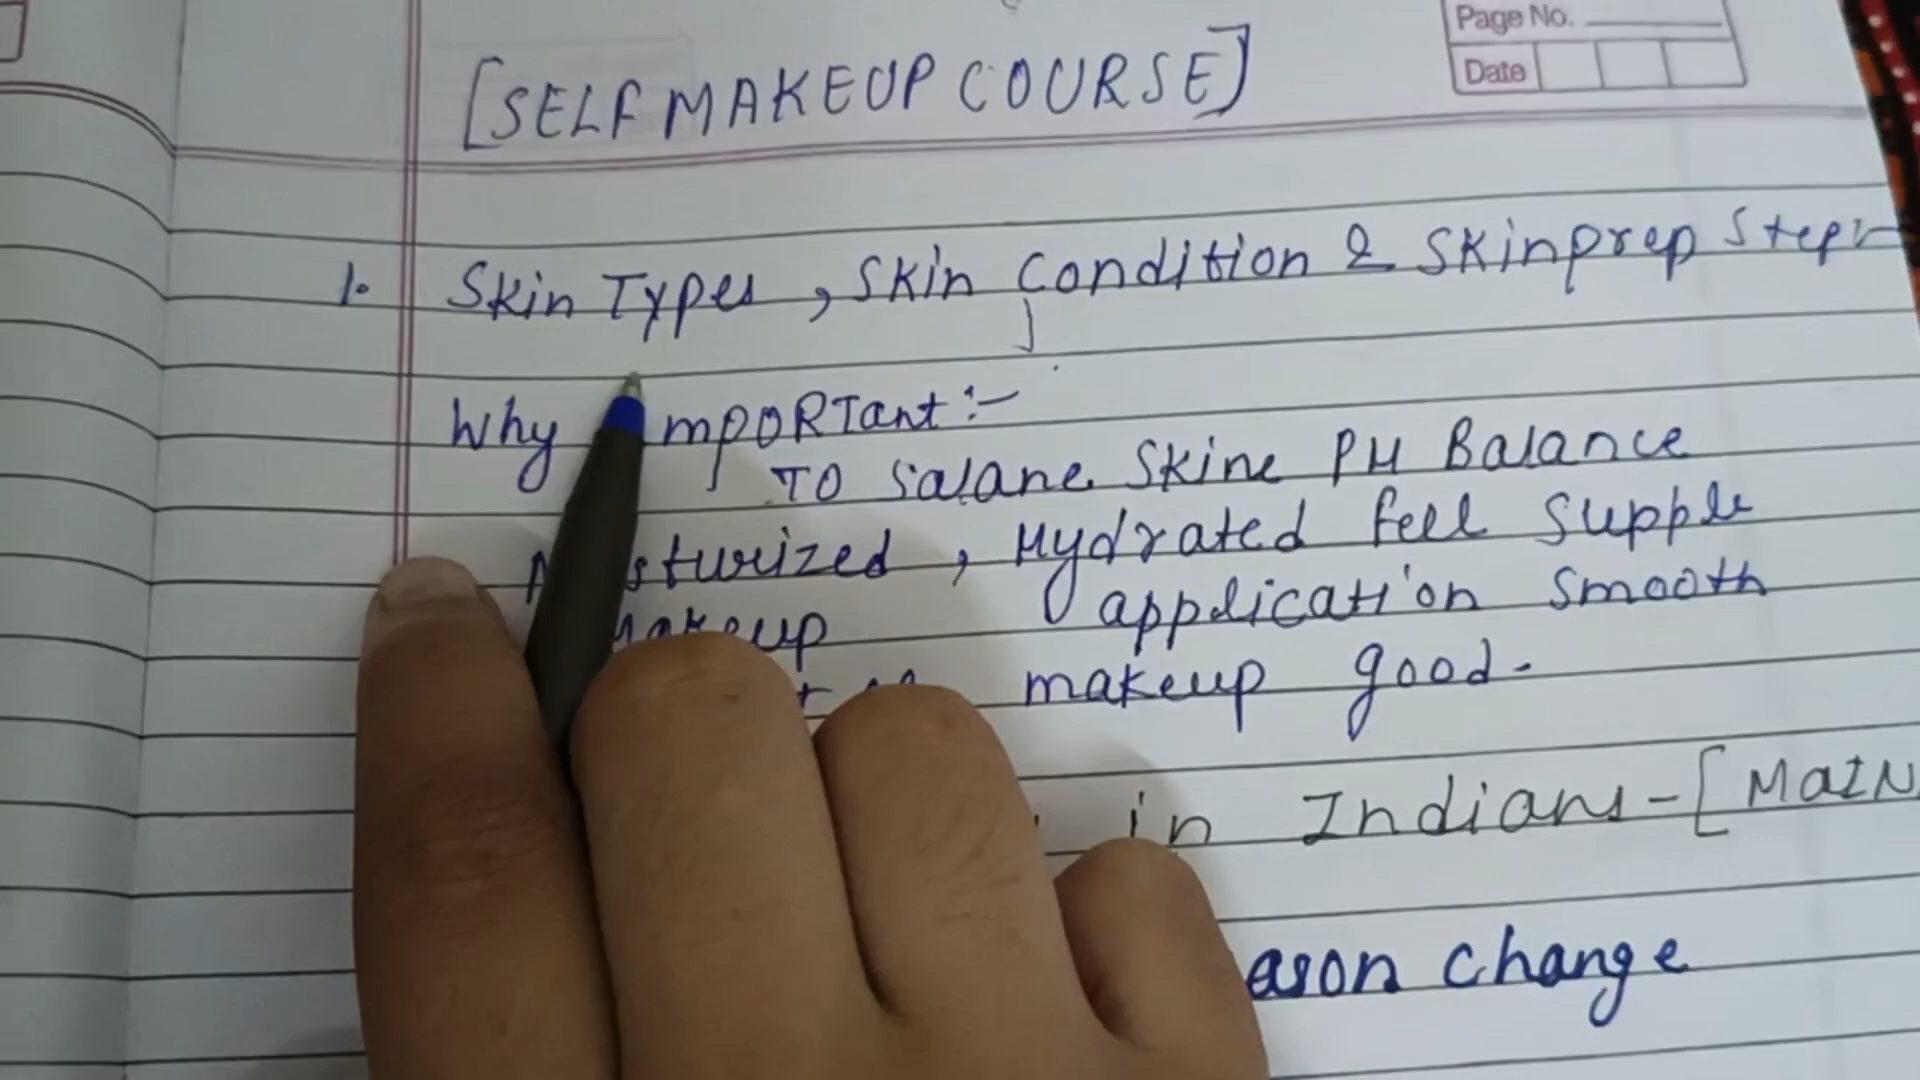 Page No.
Date
[SELF MAKEUP COURSE]
1. Skin Types, Skin Condition & Skinprep Steps
Why mpORTant:-
TO Salane Skine PH Balance
sturized, Hydrated feel Supple
Makeup application Smooth
makeup good.
in Indians-[MaIN
ason change